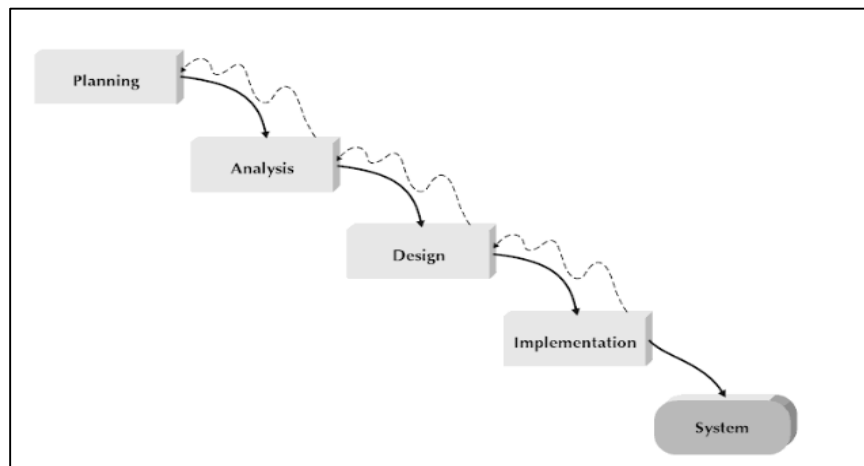 Planning
Analysis
Design
Implementation
System